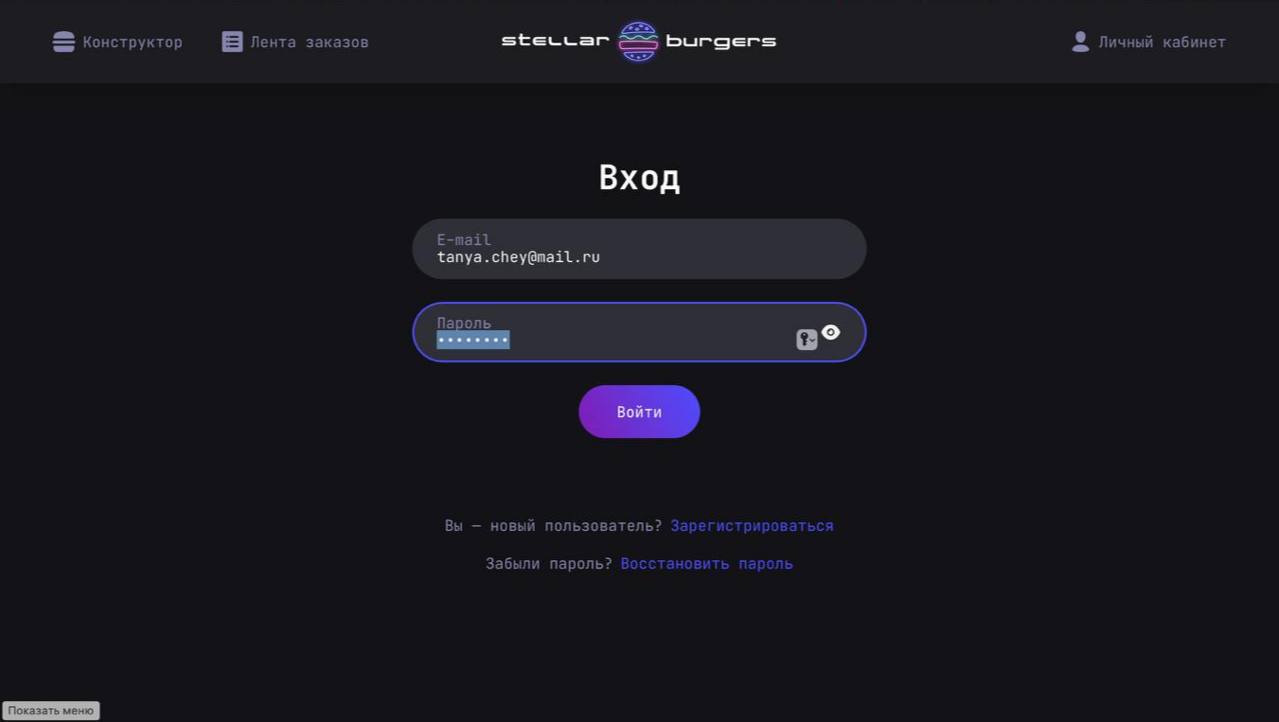 Конструктор
Лента заказов
stellar burgers
Личный кабинет
Вход
E-mail
tanya.chey@mail.ru
Пароль
••••••••
Войти
Вы — новый пользователь? Зарегистрироваться
Забыли пароль? Восстановить пароль
Показать меню